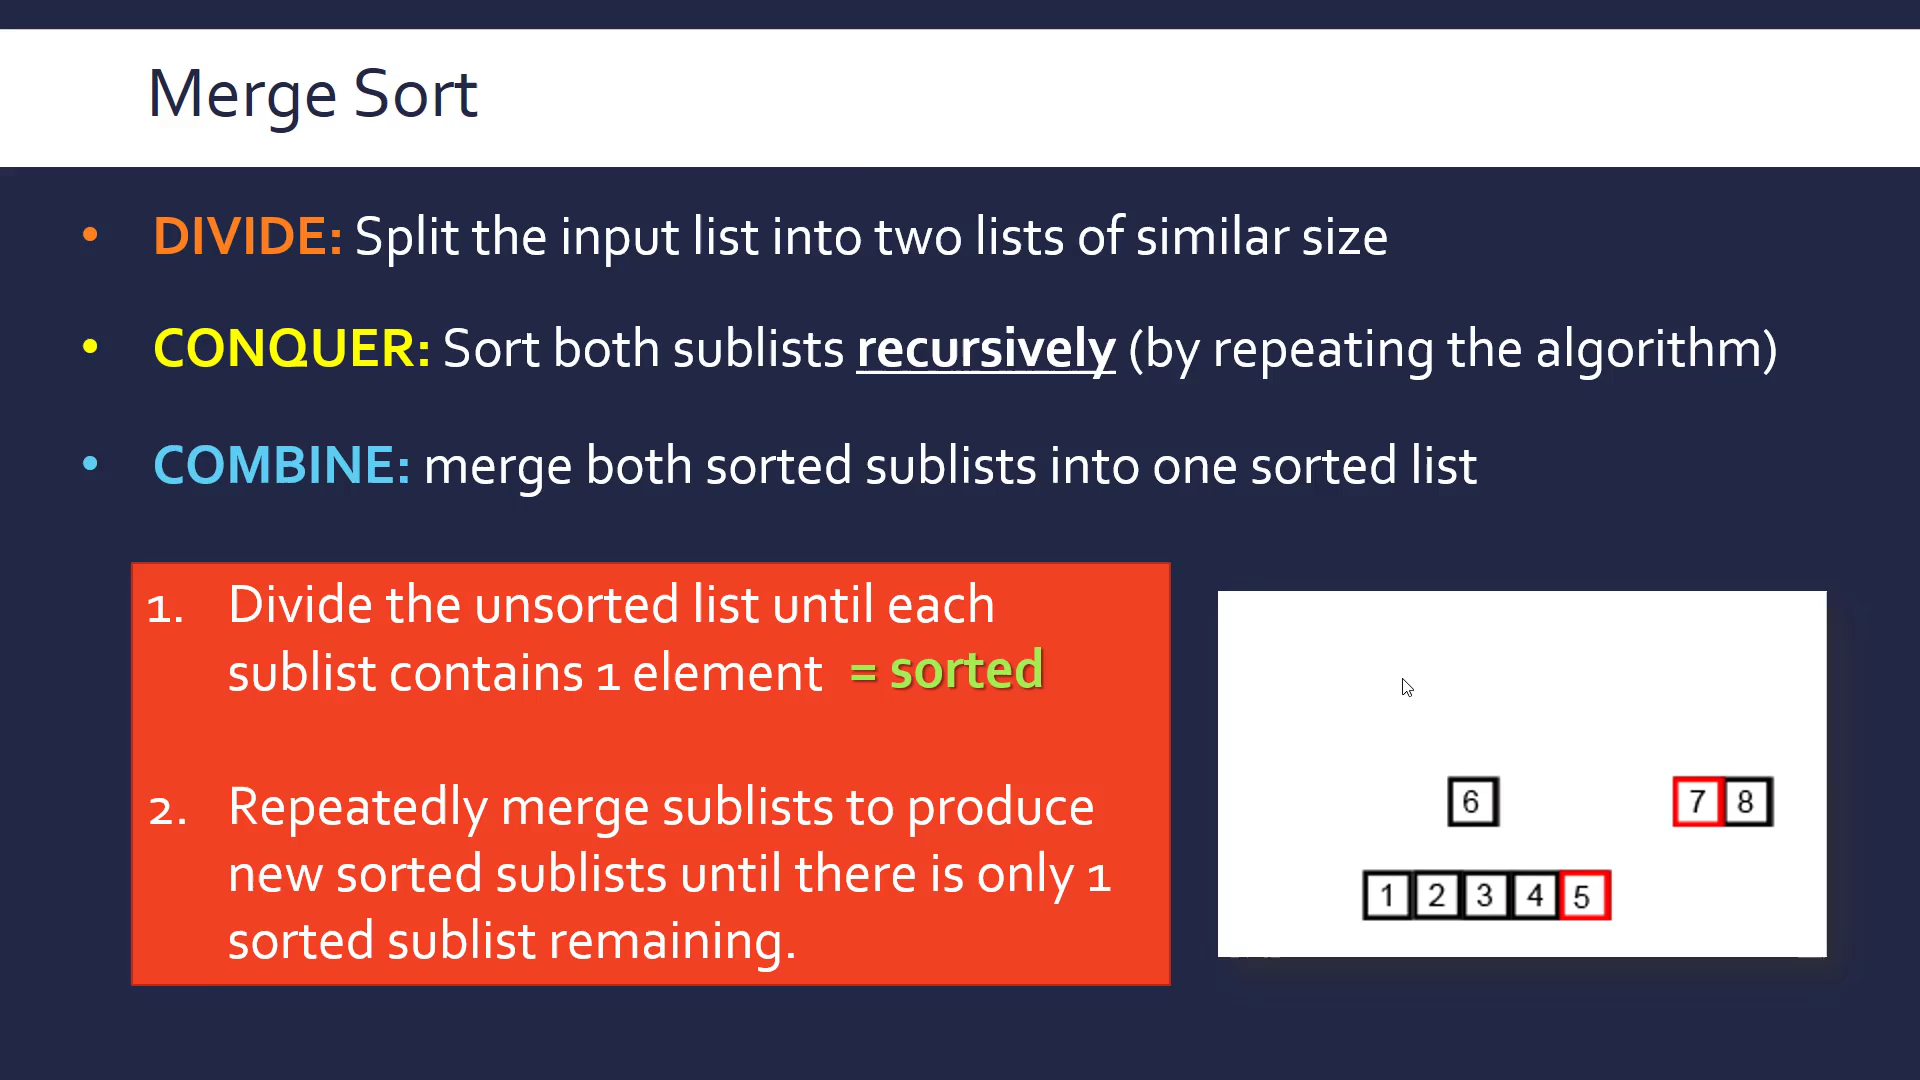 Merge Sort
• DIVIDE: Split the input list into two lists of similar size
• CONQUER: Sort both sublists recursively (by repeating the algorithm)
• COMBINE: merge both sorted sublists into one sorted list
1. Divide the unsorted list until each
sublist contains 1 element = sorted
2. Repeatedly merge sublists to produce
new sorted sublists until there is only 1
sorted sublist remaining.
6 7 8
1 2 3 4 5